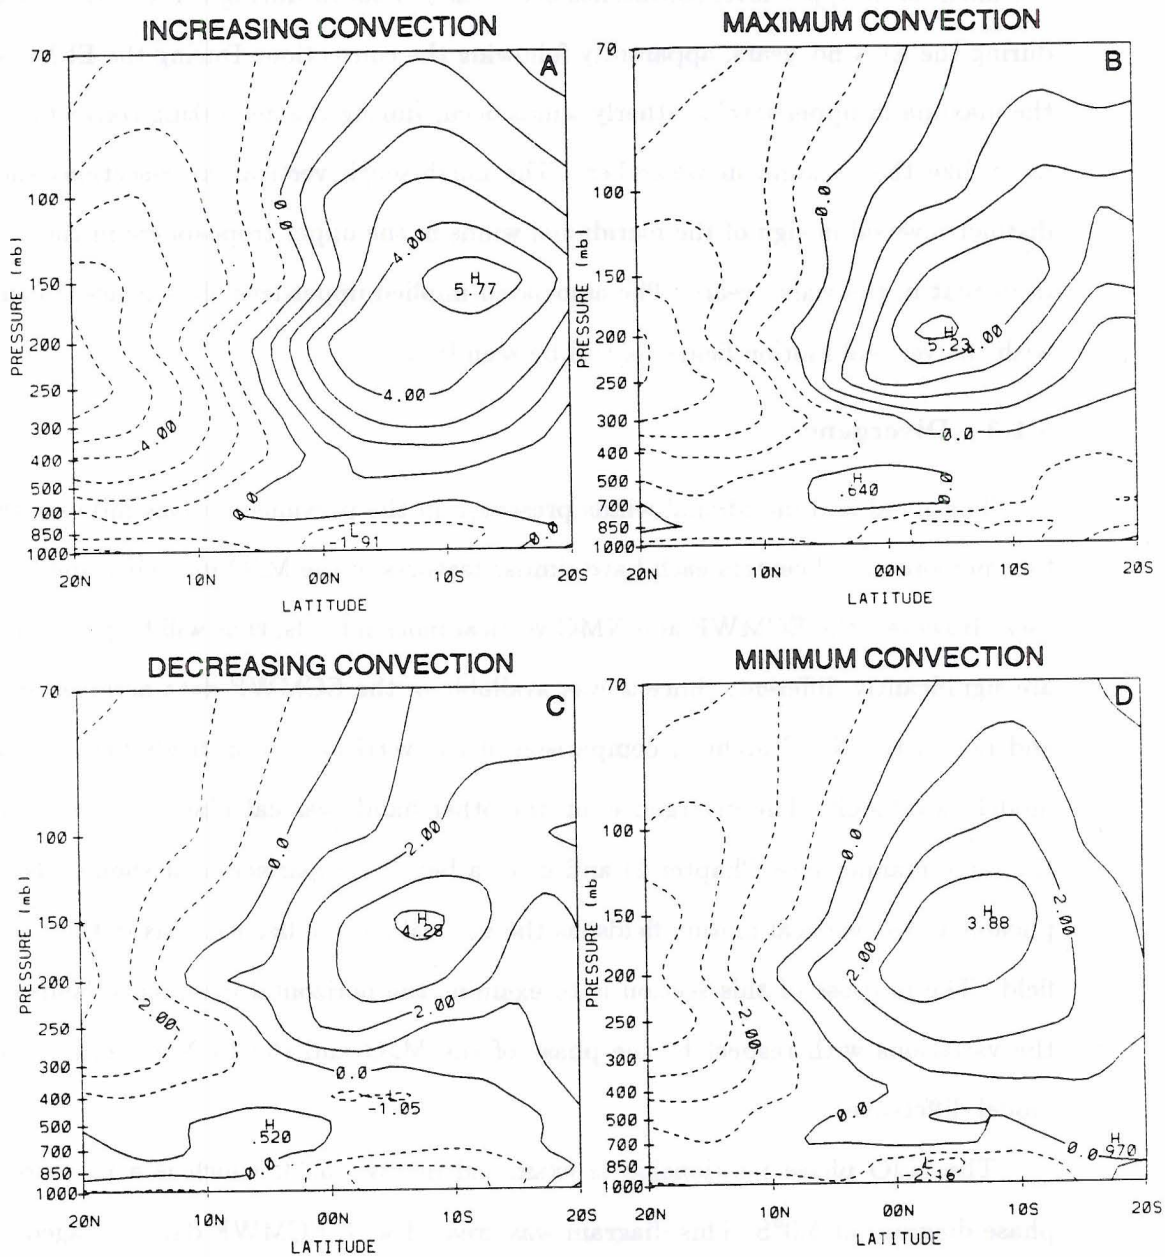 INCREASING CONVECTION
A
70
100
150
200
250
300
400
500
700
850
1000
PRESSURE (mb)
0.0
4.00
H
5.77
4.00
4.00
0.0
L
-1.91
0.0
20N
10N
00N
10S
20S
LATITUDE
MAXIMUM CONVECTION
B
70
100
150
200
250
300
400
500
700
850
1000
PRESSURE (mb)
0.0
H
5.23
4.00
0.0
H
.640
0.0
20N
10N
00N
10S
20S
LATITUDE
DECREASING CONVECTION
C
70
100
150
200
250
300
400
500
700
850
1000
PRESSURE (mb)
0.0
2.00
H
4.28
2.00
2.00
0.0
L
-1.05
H
.520
0.0
20N
10N
00N
10S
20S
LATITUDE
MINIMUM CONVECTION
D
70
100
150
200
250
300
400
500
700
850
1000
PRESSURE (mb)
0.0
H
3.88
2.00
2.00
2.00
0.0
H
0.0
.970
L
20N
10N
00N
10S
20S
LATITUDE